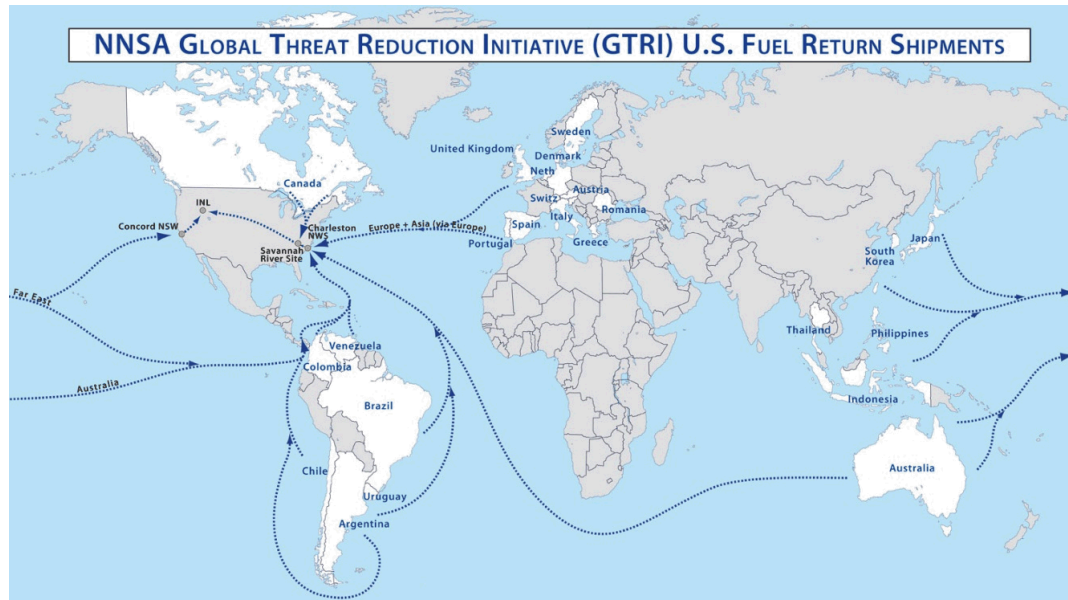 NNSA GLOBAL THREAT REDUCTION INITIATIVE (GTRI) U.S. FUEL RETURN SHIPMENTS
Sweden
United Kingdom
Denmark
Neth
Canada
Austria
INL
Switz
Romania
Concord NSW
Charleston
NWS
Italy
Europe + Asia (via Europe)
Spain
Portugal
Greece
Savannah
River Site
Japan
South
Korea
Far East
Thailand
Philippines
Venezuela
Colombia
Australia
Indonesia
Brazil
Chile
Australia
Uruguay
Argentina